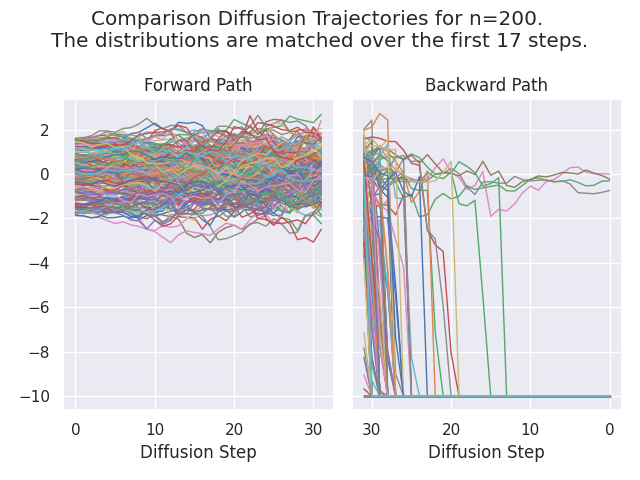 Comparison Diffusion Trajectories for n=200.
The distributions are matched over the first 17 steps.
Forward Path
Backward Path
2
0
−2
−4
−6
−8
−10
0
10
20
30
30
20
10
0
Diffusion Step
Diffusion Step